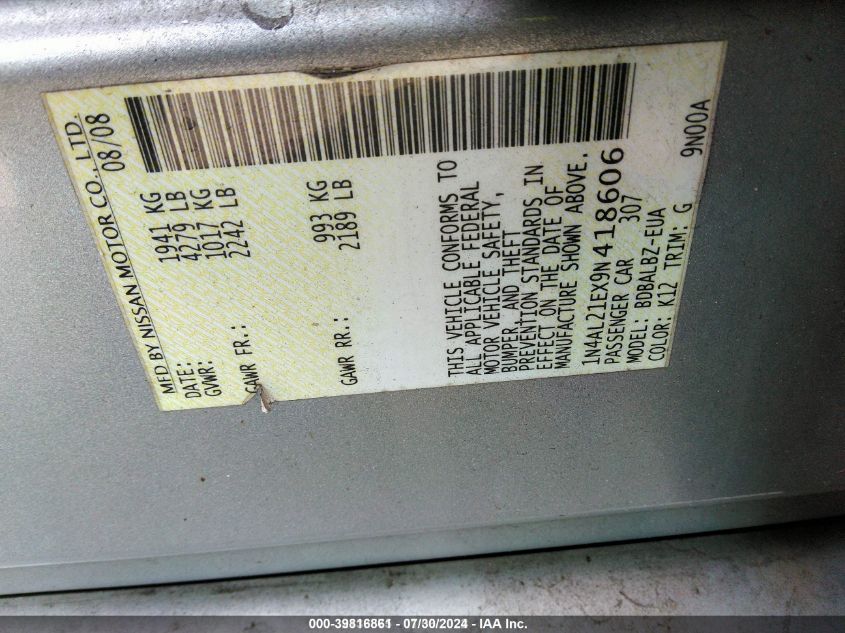 MFD BY NISSAN MOTOR CO., LTD.
DATE: 08/08
GVWR: 1941 KG
4279 LB
GAWR FR.: 1017 KG
2242 LB
GAWR RR.: 993 KG
2189 LB
THIS VEHICLE CONFORMS TO
ALL APPLICABLE FEDERAL
MOTOR VEHICLE SAFETY,
BUMPER, AND THEFT
PREVENTION STANDARDS IN
EFFECT ON THE DATE OF
MANUFACTURE SHOWN ABOVE.
1N4AL21EX9N418606
PASSENGER CAR 307
MODEL: BDBALBZ-EUA
COLOR: K12 TRIM: G 9N00A
000-39816861 - 07/30/2024 - IAA Inc.